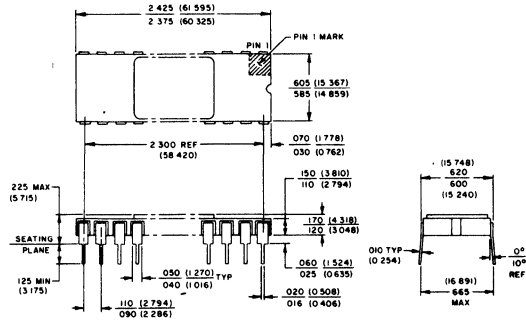 2 425 (61 595)
2 375 (60 325)
PIN 1 MARK
PIN 1
605 (15 367)
585 (14 859)
2 300 REF
(58 420)
070 (1.778)
030 (0.762)
150 (3 810)
110 (2 794)
(15 748)
620
600
(15 240)
225 MAX
(5 715)
170 (4 318)
120 (3 048)
SEATING
PLANE
010 TYP
(0 254)
0°
10°
REF
125 MIN
(3 175)
050 (1 270) TYP
040 (1 016)
060 (1 524)
025 (0 635)
110 (2 794)
090 (2 286)
020 (0 508)
016 (0 406)
(16 891)
665
MAX